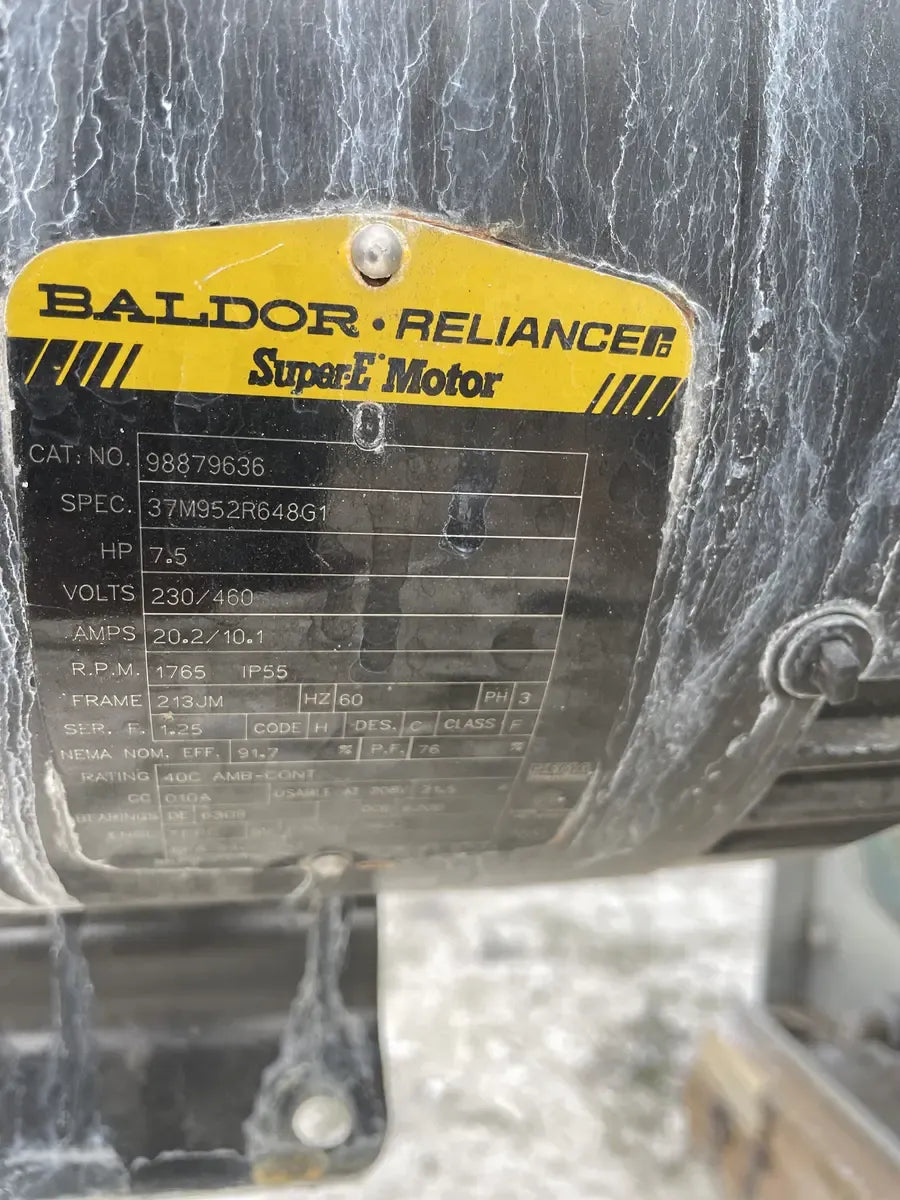 BALDOR • RELIANCER
Super-E Motor
CAT. NO. 98879636
SPEC. 37M952R648G1
HP 7.5
VOLTS 230/460
AMPS 20.2/10.1
R.P.M. 1765 IP55
FRAME 213JM HZ 60 PH 3
SER. F. 1.25 CODE H DES. C CLASS F
NEMA NOM. EFF. 91.7 % P.F. 76 %
RATING 40C AMB-CONT
CC 010A USABLE AT 208V
BEARINGS DE
ENCL